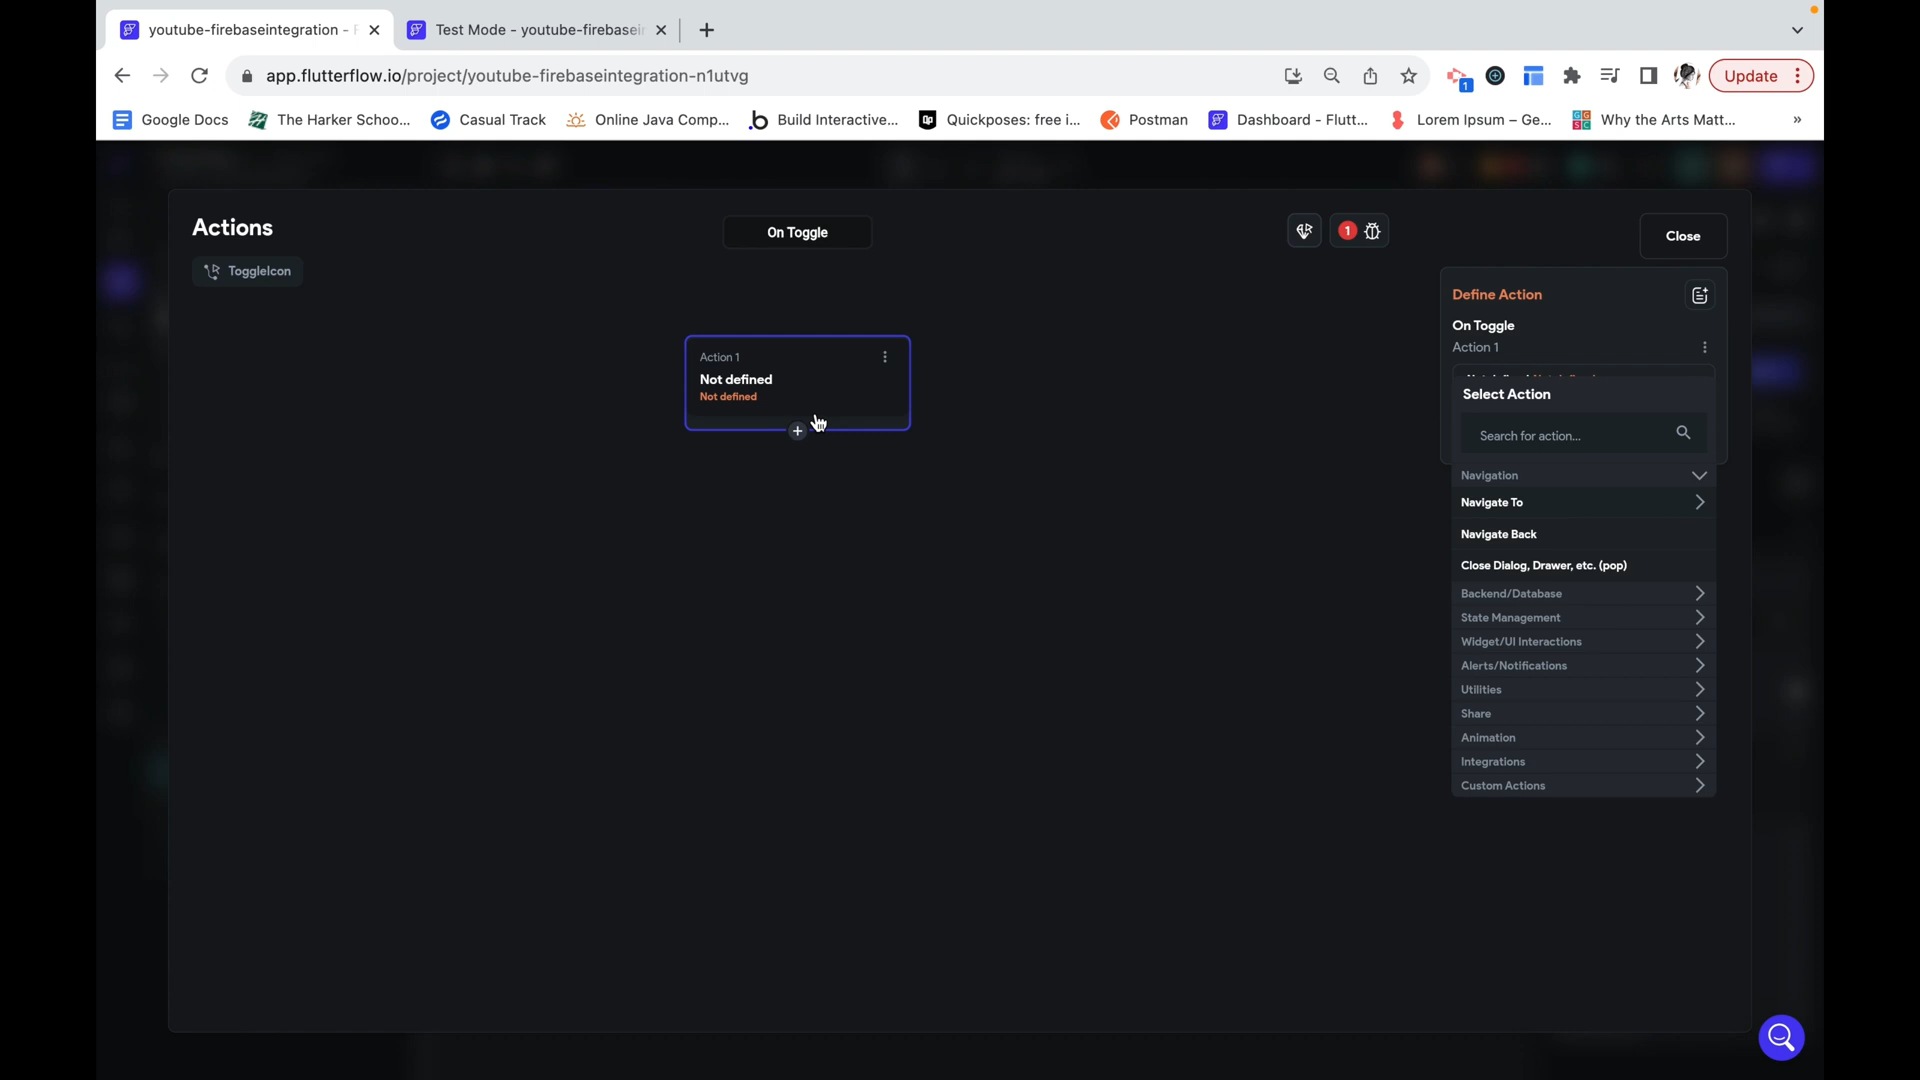 youtube-firebaseintegration - F
Test Mode - youtube-firebasein
app.flutterflow.io/project/youtube-firebaseintegration-n1utvg
1
Update
Google Docs
The Harker Schoo...
Casual Track
Online Java Comp...
Build Interactive...
Quickposes: free i...
Postman
Dashboard - Flutt...
Lorem Ipsum – Ge...
Why the Arts Matt...
»
Actions
On Toggle
1
Close
ToggleIcon
Define Action
On Toggle
Action 1
Action 1
Not defined
Not defined
Select Action
Search for action...
Navigation
Navigate To
Navigate Back
Close Dialog, Drawer, etc. (pop)
Backend/Database
State Management
Widget/UI Interactions
Alerts/Notifications
Utilities
Share
Animation
Integrations
Custom Actions